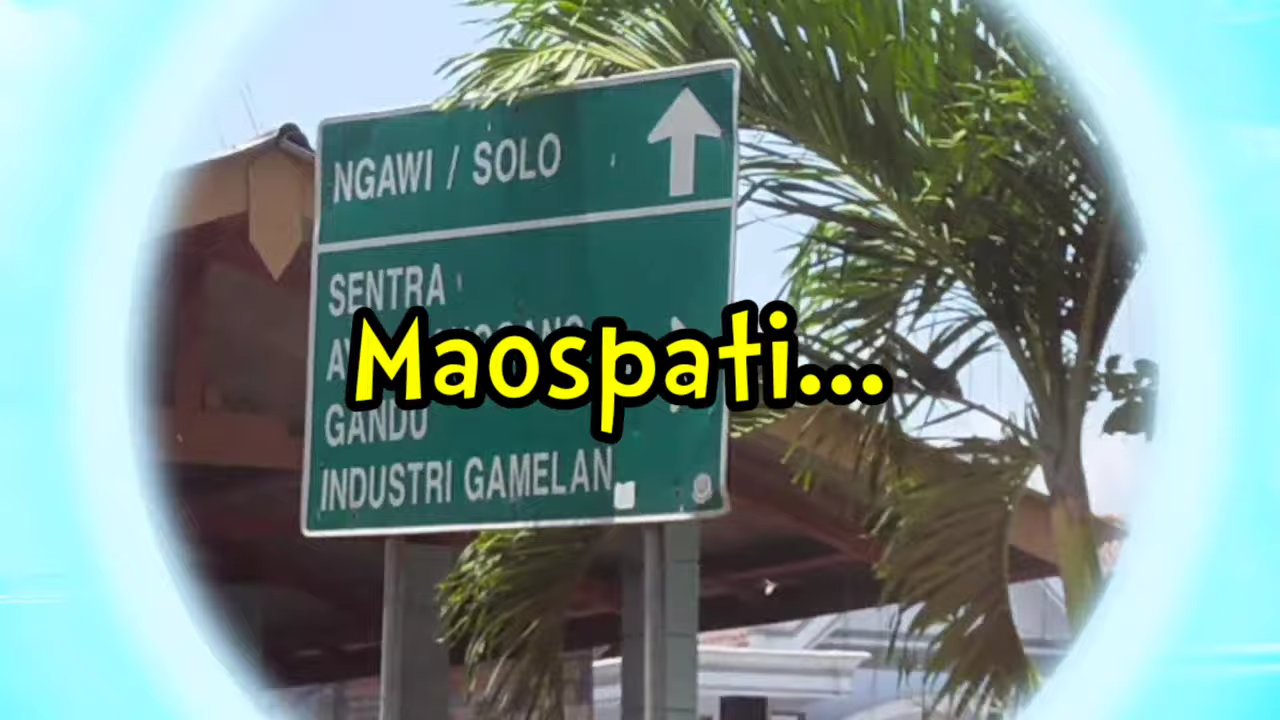 NGAWI / SOLO
SENTRA
Maospati...
GANDU
INDUSTRI GAMELAN